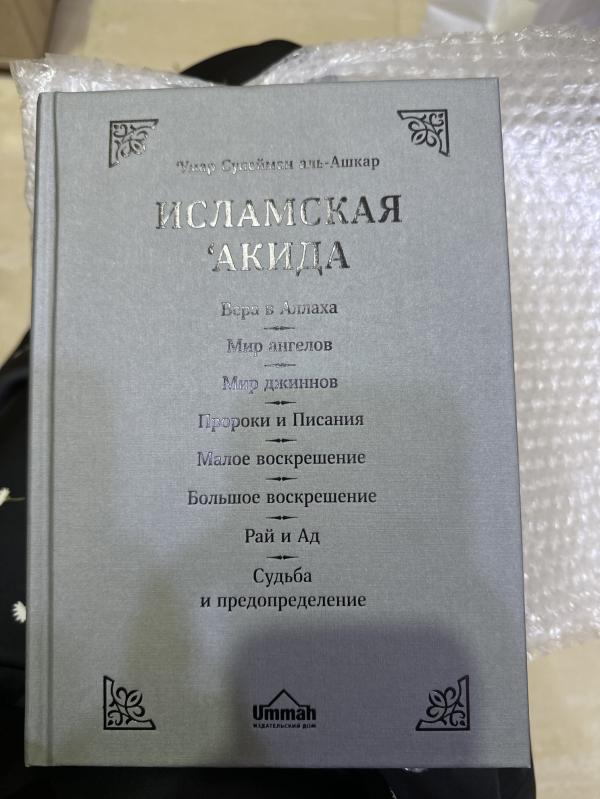 ‘Умар Сулейман аль-Ашкар
ИСЛАМСКАЯ
‘АКИДА
Вера в Аллаха
Мир ангелов
Мир джиннов
Пророки и Писания
Малое воскрешение
Большое воскрешение
Рай и Ад
Судьба
и предопределение
Ummah
ИЗДАТЕЛЬСКИЙ ДОМ